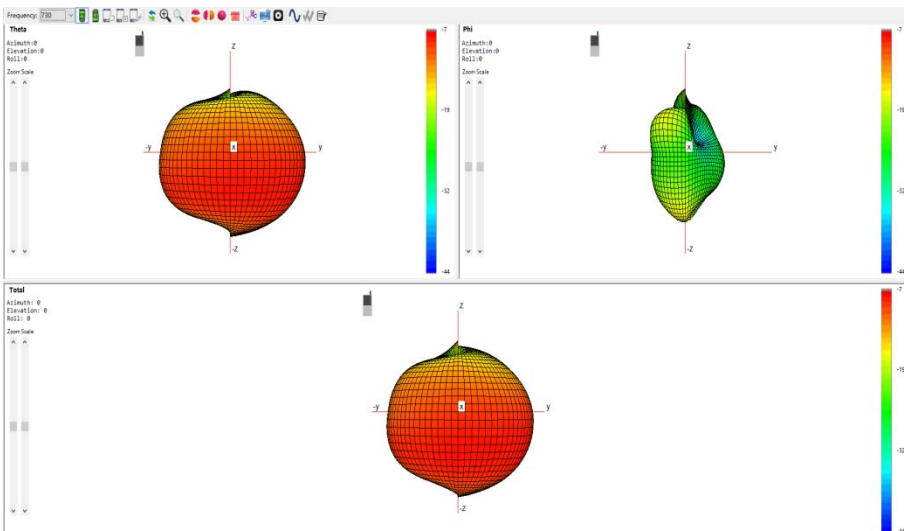 Frequency: 730
Theta
Azimuth:0
Elevation:0
Roll:0
Zoom Scale
Z
-y
x
y
-Z
-7
-19
-32
-44
Phi
Azimuth:0
Elevation:0
Roll:0
Zoom Scale
Z
-y
x
y
-Z
-7
-19
-32
-44
Total
Azimuth: 0
Elevation: 0
Roll: 0
Zoom Scale
Z
-y
x
y
-Z
-7
-19
-32